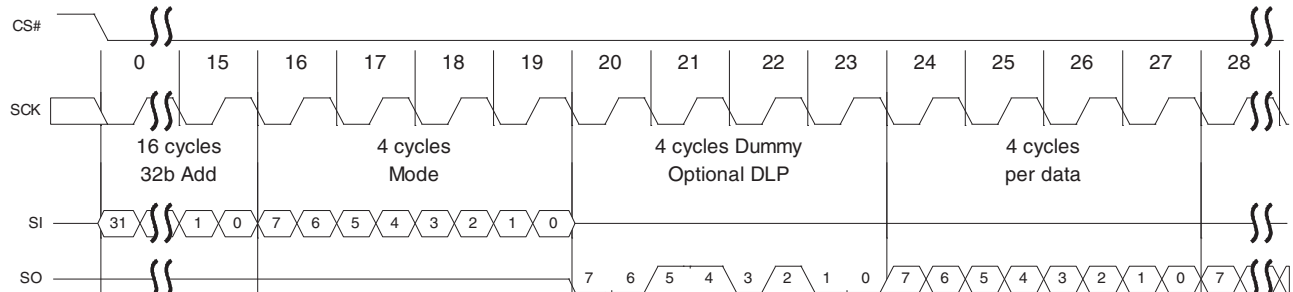 CS#
0 15 16 17 18 19 20 21 22 23 24 25 26 27 28
SCK
16 cycles 4 cycles 4 cycles Dummy 4 cycles
32b Add Mode Optional DLP per data
SI 31 1 0 7 6 5 4 3 2 1 0
SO 7 6 5 4 3 2 1 0 7 6 5 4 3 2 1 0 7